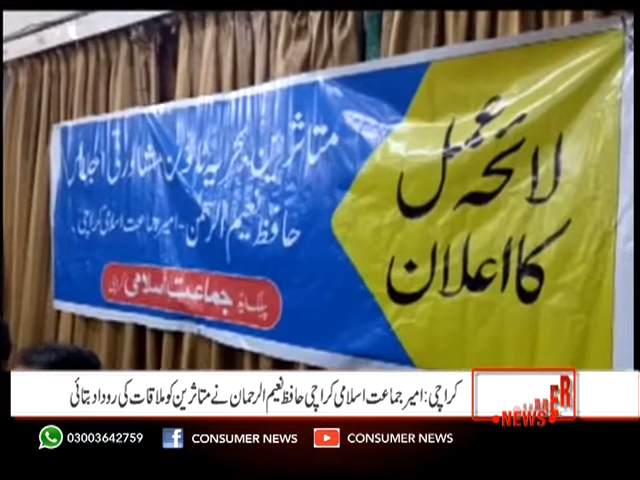 لائحہ عمل
کا اعلان
متاثرین بحریہ ٹاؤن مشاورتی اجلاس
حافظ نعیم الرحمٰن - امیر جماعت اسلامی کراچی
جماعت اسلامی کراچی
کراچی: امیر جماعت اسلامی کراچی حافظ نعیم الرحمان نے متاثرین کو ملاقات کی روداد بتائی
NEWS
03003642759 CONSUMER NEWS CONSUMER NEWS